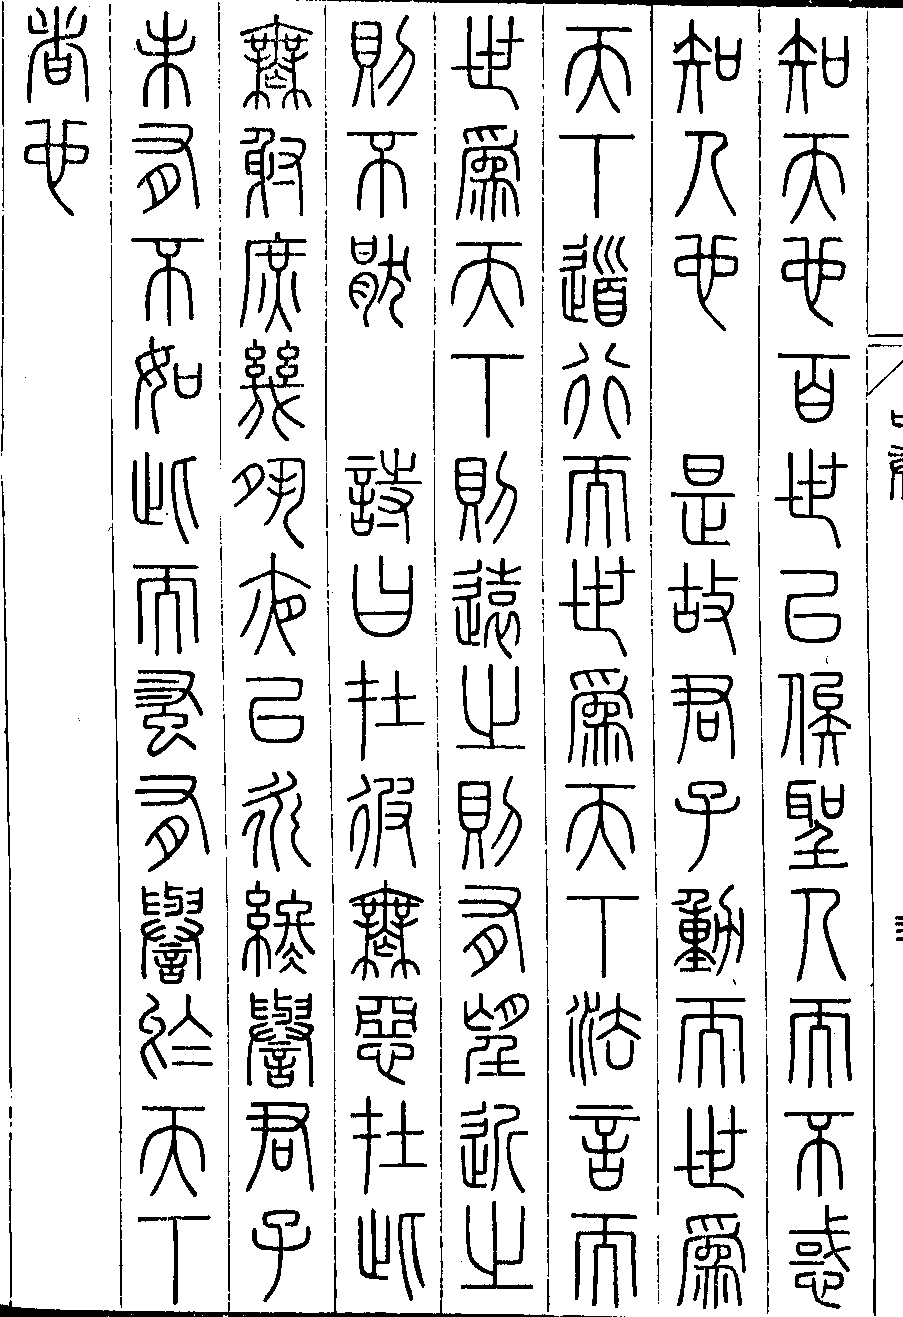 知天也百世以俟聖人而不惑
知人也 是故君子動而世爲
天下道行而世爲天下法言而
世爲天下則遠之則有望近之
則不厭 詩曰在彼無惡在此
無射庶幾夙夜以永終譽君子
未有不如此而蚤有譽於天下
者也